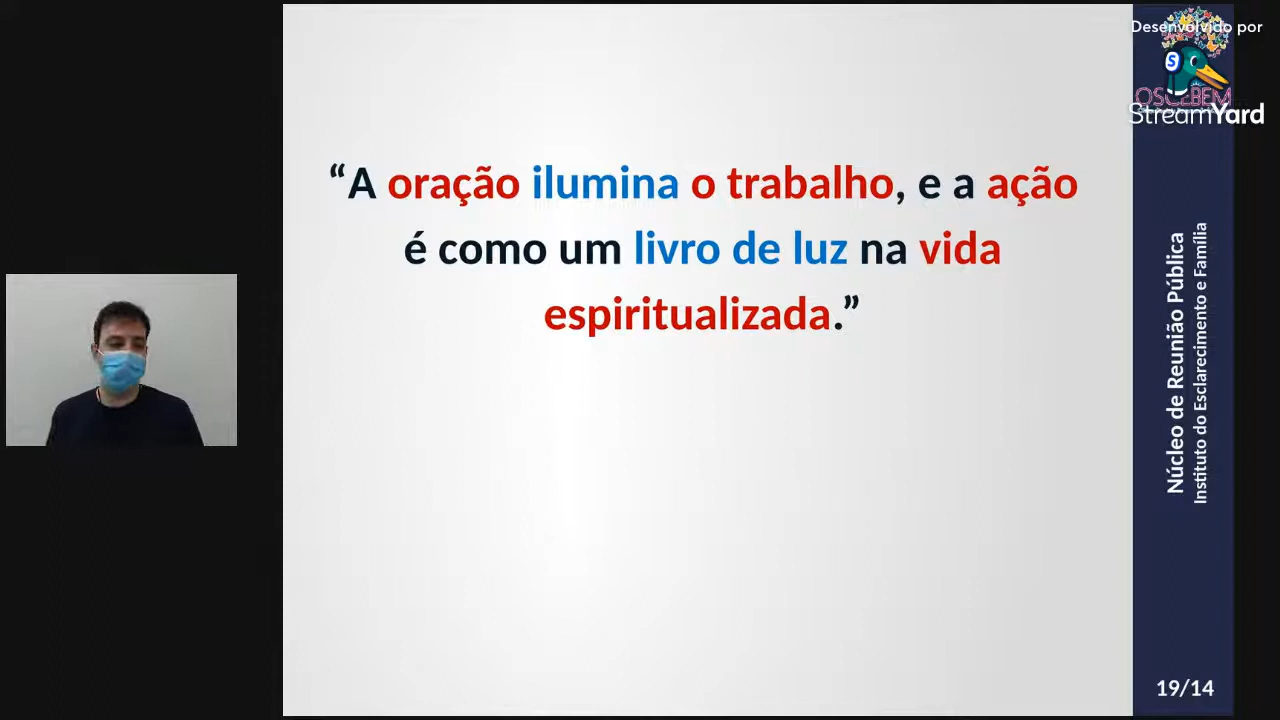 “A oração ilumina o trabalho, e a ação
é como um livro de luz na vida
espiritualizada.”
Desenvolvido por
S
OSCEBEM
StreamYard
Núcleo de Reunião Pública
Instituto do Esclarecimento e Família
19/14